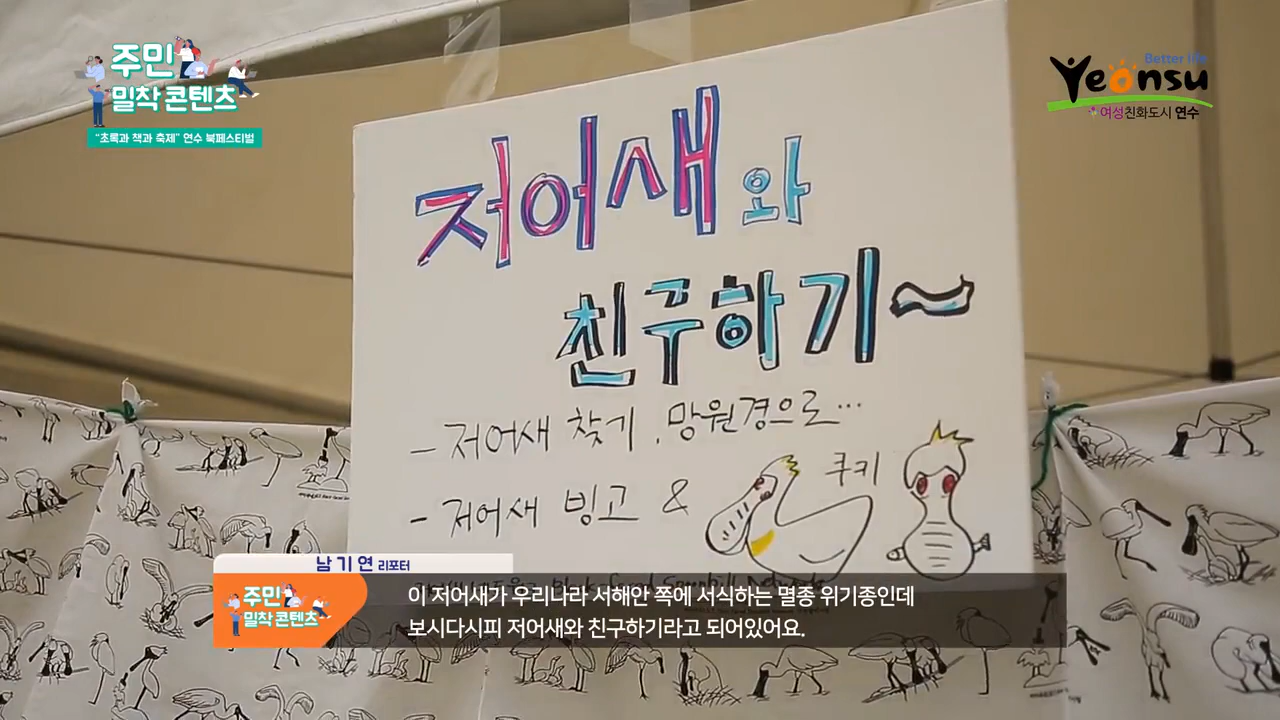 주민
밀착 콘텐츠
"초록과 책과 축제" 연수 북페스티벌
Better life
Yeonsu
여성친화도시 연수
저어새와
친구하기~
- 저어새 찾기, 망원경으로…
- 저어새 빙고 & 쿠키
남기연 리포터
주민
밀착 콘텐츠
이 저어새가 우리나라 서해안 쪽에 서식하는 멸종 위기종인데
보시다시피 저어새와 친구하기라고 되어있어요.